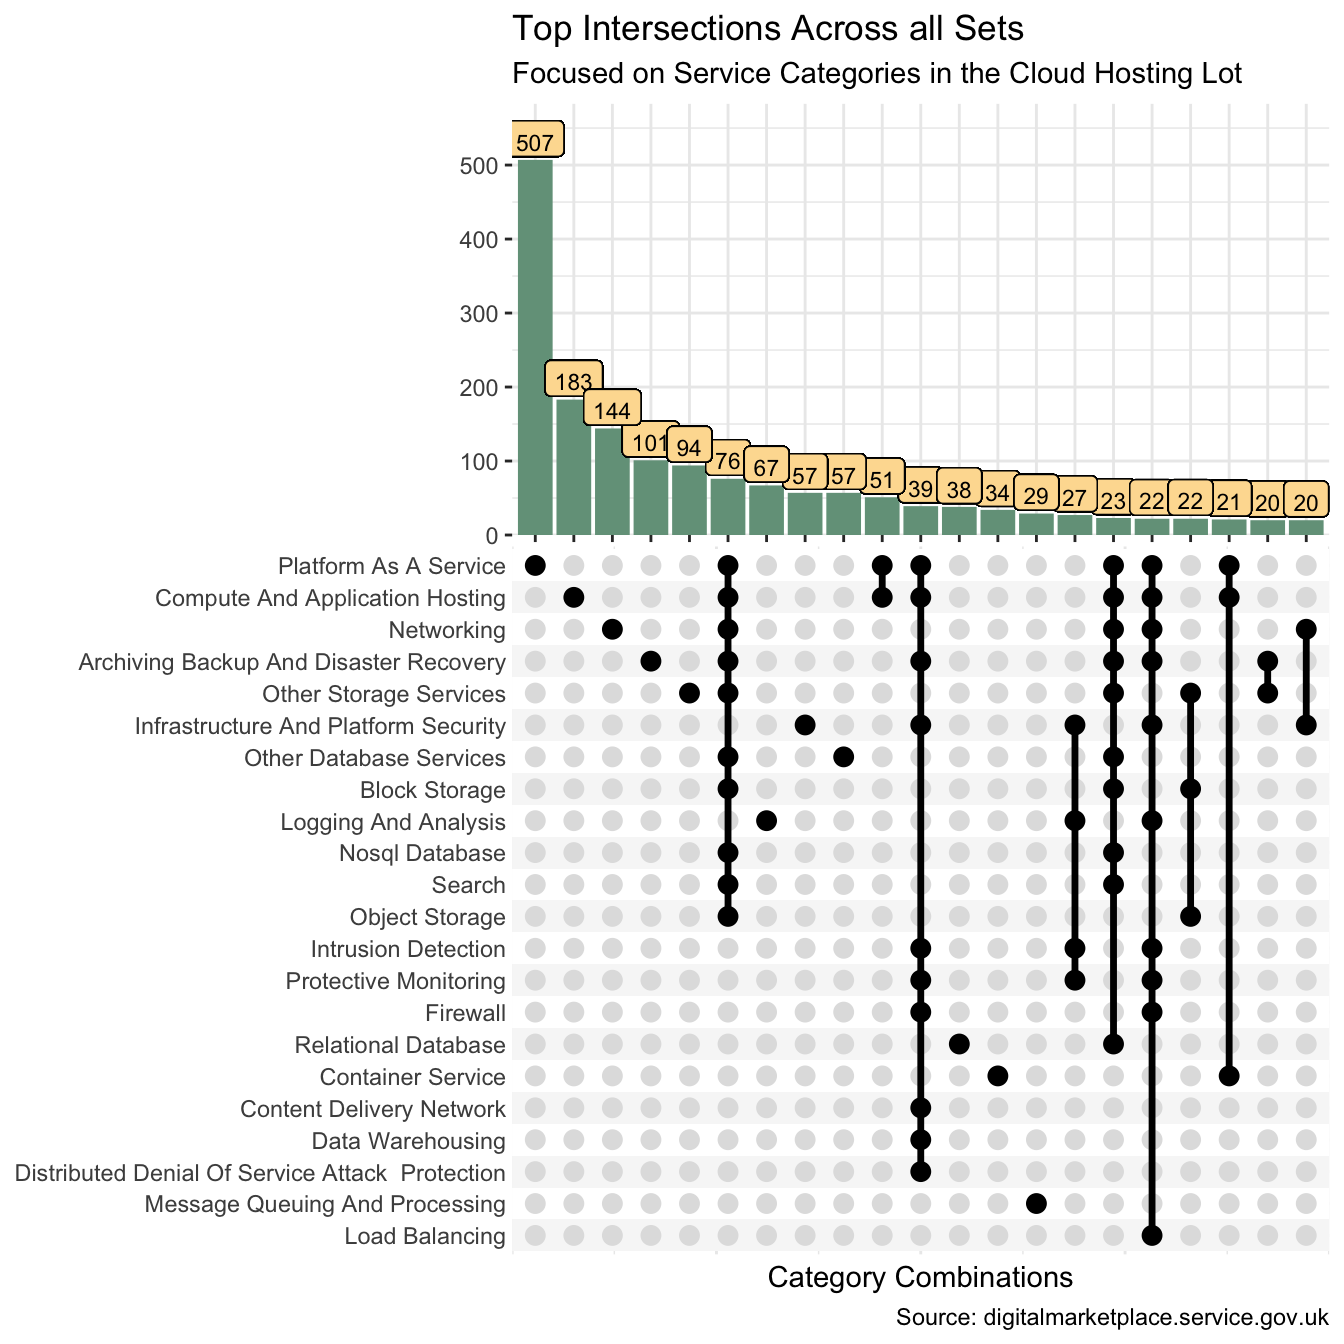 Top Intersections Across all Sets
Focused on Service Categories in the Cloud Hosting Lot
507
500
400
300
200
100
0
183
144
101
94
76
67
57
57
51
39
38
34
29
27
23
22
22
21
20
20
Platform As A Service
Compute And Application Hosting
Networking
Archiving Backup And Disaster Recovery
Other Storage Services
Infrastructure And Platform Security
Other Database Services
Block Storage
Logging And Analysis
Nosql Database
Search
Object Storage
Intrusion Detection
Protective Monitoring
Firewall
Relational Database
Container Service
Content Delivery Network
Data Warehousing
Distributed Denial Of Service Attack  Protection
Message Queuing And Processing
Load Balancing
Category Combinations
Source: digitalmarketplace.service.gov.uk